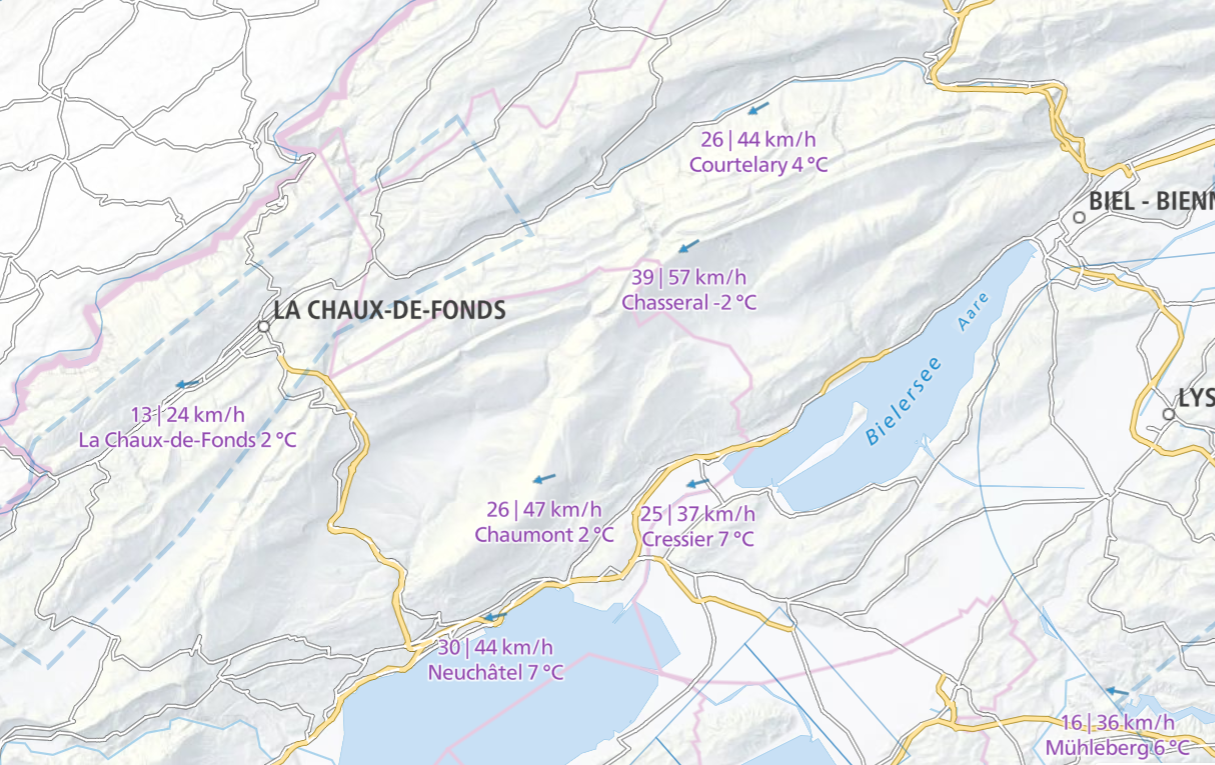 26 | 44 km/h
Courtelary 4 °C
BIEL - BIENN
39 | 57 km/h
Chasseral -2 °C
LA CHAUX-DE-FONDS
Aare
Bielersee
LYS
13 | 24 km/h
La Chaux-de-Fonds 2 °C
26 | 47 km/h
Chaumont 2 °C
25 | 37 km/h
Cressier 7 °C
30 | 44 km/h
Neuchâtel 7 °C
16 | 36 km/h
Mühleberg 6 °C